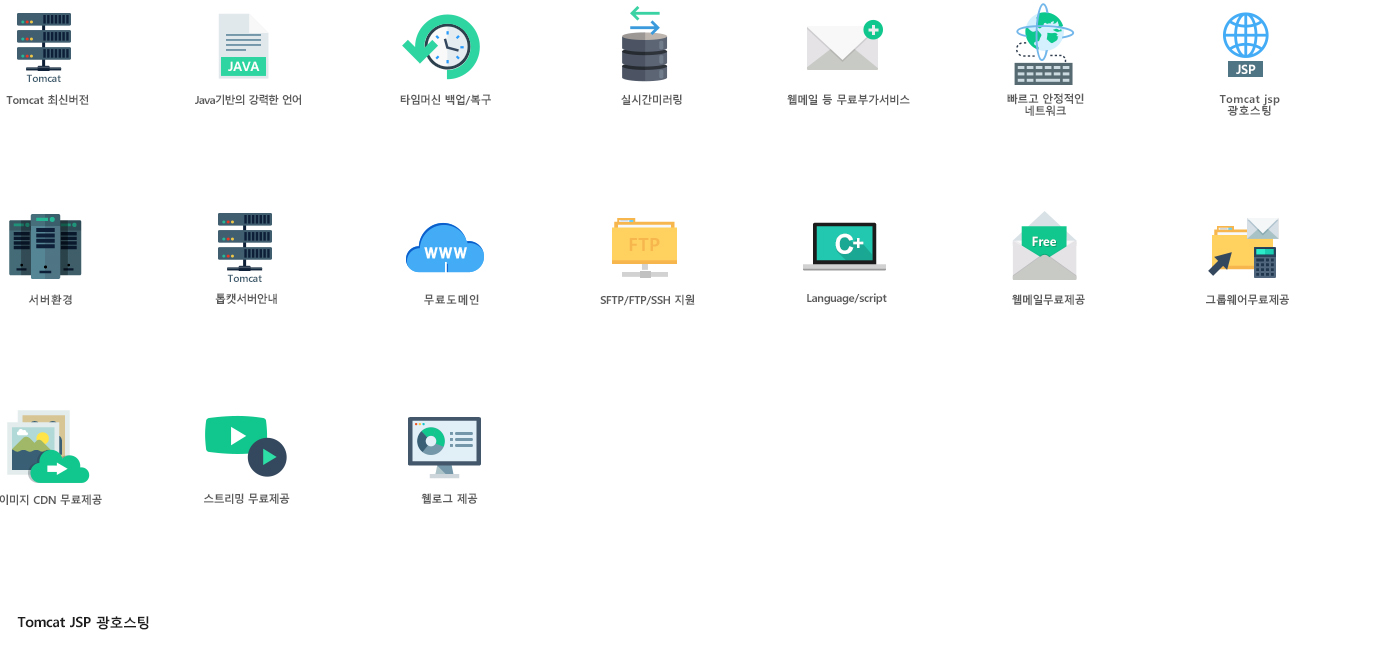 Tomcat
Tomcat 최신버전
JAVA
Java기반의 강력한 언어
타임머신 백업/복구
실시간미러링
웹메일 등 무료부가서비스
빠르고 안정적인
네트워크
JSP
Tomcat jsp
광호스팅
서버환경
Tomcat
톰캣서버안내
WWW
무료도메인
FTP
SFTP/FTP/SSH 지원
C+
Language/script
Free
웹메일무료제공
그룹웨어무료제공
이미지 CDN 무료제공
스트리밍 무료제공
웹로그 제공
Tomcat JSP 광호스팅